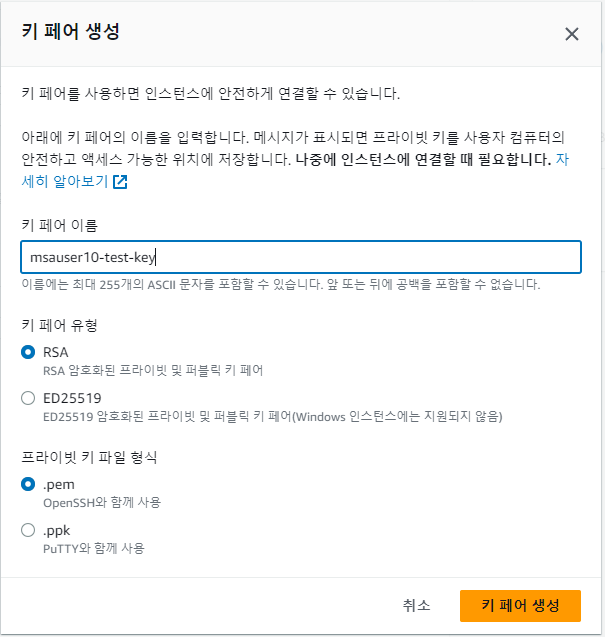 키 페어 생성
키 페어를 사용하면 인스턴스에 안전하게 연결할 수 있습니다.
아래에 키 페어의 이름을 입력합니다. 메시지가 표시되면 프라이빗 키를 사용자 컴퓨터의
안전하고 액세스 가능한 위치에 저장합니다. 나중에 인스턴스에 연결할 때 필요합니다. 자
세히 알아보기
키 페어 이름
msauser10-test-key
이름에는 최대 255개의 ASCII 문자를 포함할 수 있습니다. 앞 또는 뒤에 공백을 포함할 수 없습니다.
키 페어 유형
RSA
RSA 암호화된 프라이빗 및 퍼블릭 키 페어
ED25519
ED25519 암호화된 프라이빗 및 퍼블릭 키 페어(Windows 인스턴스에는 지원되지 않음)
프라이빗 키 파일 형식
.pem
OpenSSH와 함께 사용
.ppk
PuTTY와 함께 사용
취소
키 페어 생성